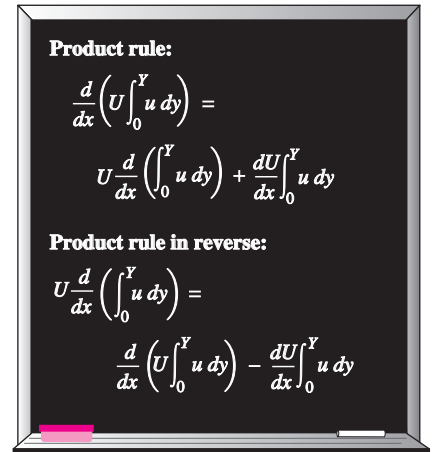 Product rule:
d/dx (U ∫₀^Y u dy) =
U d/dx (∫₀^Y u dy) + dU/dx ∫₀^Y u dy
Product rule in reverse:
U d/dx (∫₀^Y u dy) =
d/dx (U ∫₀^Y u dy) − dU/dx ∫₀^Y u dy